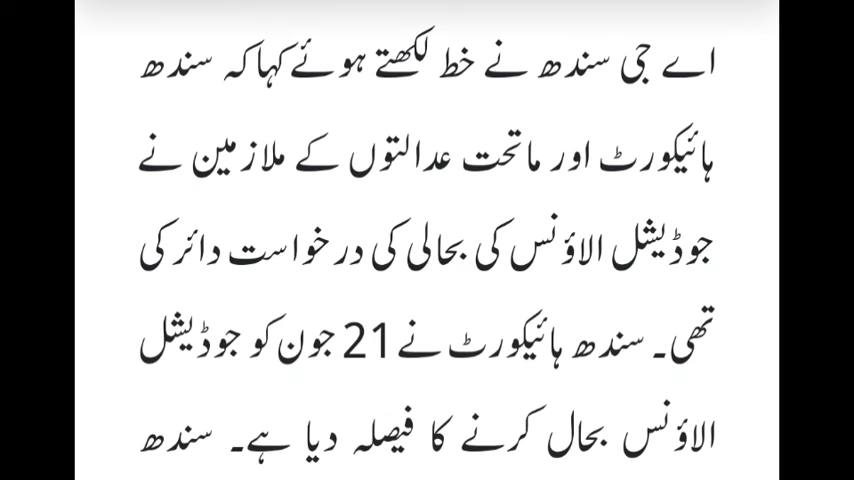 اے جی سندھ نے خط لکھتے ہوئے کہا کہ سندھ
ہائیکورٹ اور ماتحت عدالتوں کے ملازمین نے
جوڈیشل الاؤنس کی بحالی کی درخواست دائر کی
تھی۔ سندھ ہائیکورٹ نے 21 جون کو جوڈیشل
الاؤنس بحال کرنے کا فیصلہ دیا ہے۔ سندھ